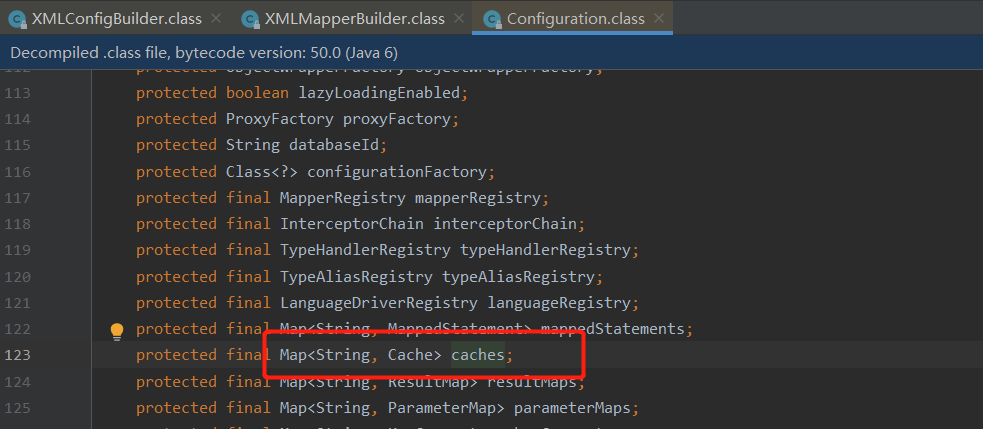 XMLConfigBuilder.class × XMLMapperBuilder.class × Configuration.class ×
Decompiled .class file, bytecode version: 50.0 (Java 6)
112 protected ObjectWrapperFactory objectWrapperFactory;
113 protected boolean lazyLoadingEnabled;
114 protected ProxyFactory proxyFactory;
115 protected String databaseId;
116 protected Class<?> configurationFactory;
117 protected final MapperRegistry mapperRegistry;
118 protected final InterceptorChain interceptorChain;
119 protected final TypeHandlerRegistry typeHandlerRegistry;
120 protected final TypeAliasRegistry typeAliasRegistry;
121 protected final LanguageDriverRegistry languageRegistry;
122 protected final Map<String, MappedStatement> mappedStatements;
123 protected final Map<String, Cache> caches;
124 protected final Map<String, ResultMap> resultMaps;
125 protected final Map<String, ParameterMap> parameterMaps;